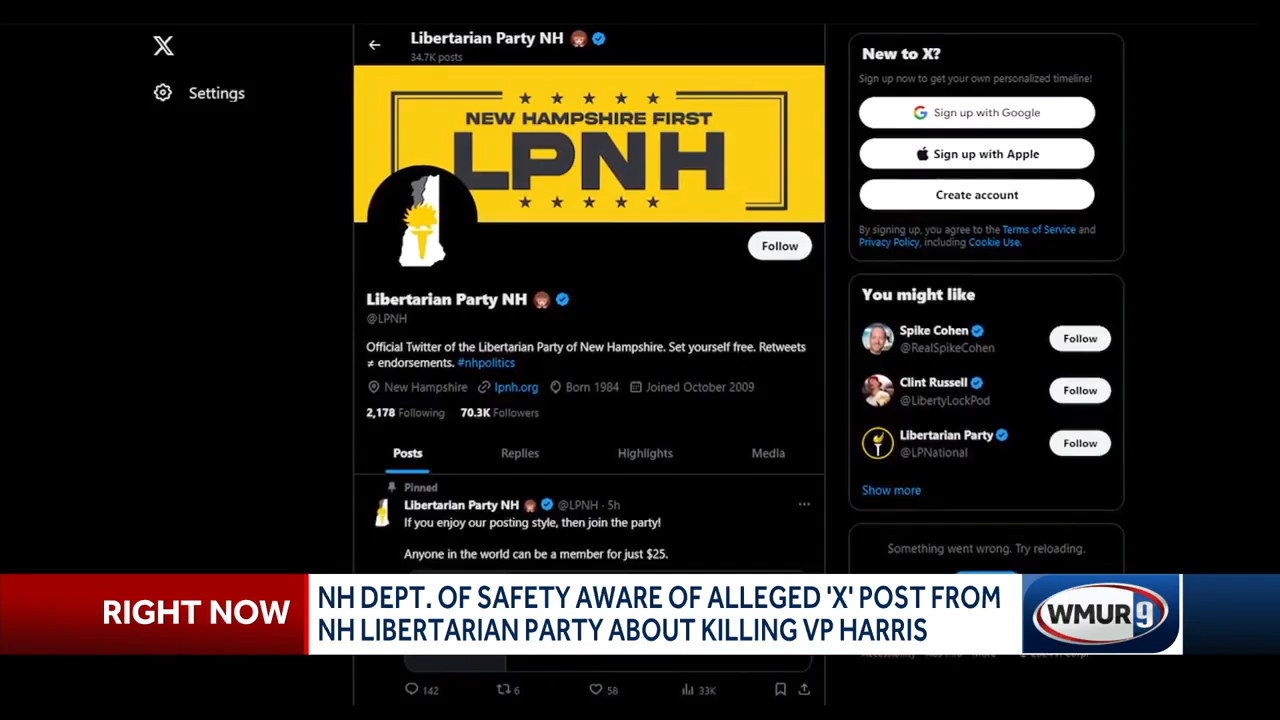 Settings
Libertarian Party NH
34.7K posts
NEW HAMPSHIRE FIRST
LPNH
Follow
Libertarian Party NH
@LPNH
Official Twitter of the Libertarian Party of New Hampshire. Set yourself free. Retweets
≠ endorsements. #nhpolitics
New Hampshire lpnh.org Born 1984 Joined October 2009
2,178 Following 70.3K Followers
Posts Replies Highlights Media
Pinned
Libertarian Party NH @LPNH · 5h
If you enjoy our posting style, then join the party!
Anyone in the world can be a member for just $25.
142 6 58 33K
New to X?
Sign up now to get your own personalized timeline!
Sign up with Google
Sign up with Apple
Create account
By signing up, you agree to the Terms of Service and
Privacy Policy, including Cookie Use.
You might like
Spike Cohen
@RealSpikeCohen
Follow
Clint Russell
@LibertyLockPod
Follow
Libertarian Party
@LPNational
Follow
Show more
Something went wrong. Try reloading.
RIGHT NOW
NH DEPT. OF SAFETY AWARE OF ALLEGED 'X' POST FROM
NH LIBERTARIAN PARTY ABOUT KILLING VP HARRIS
WMUR 9